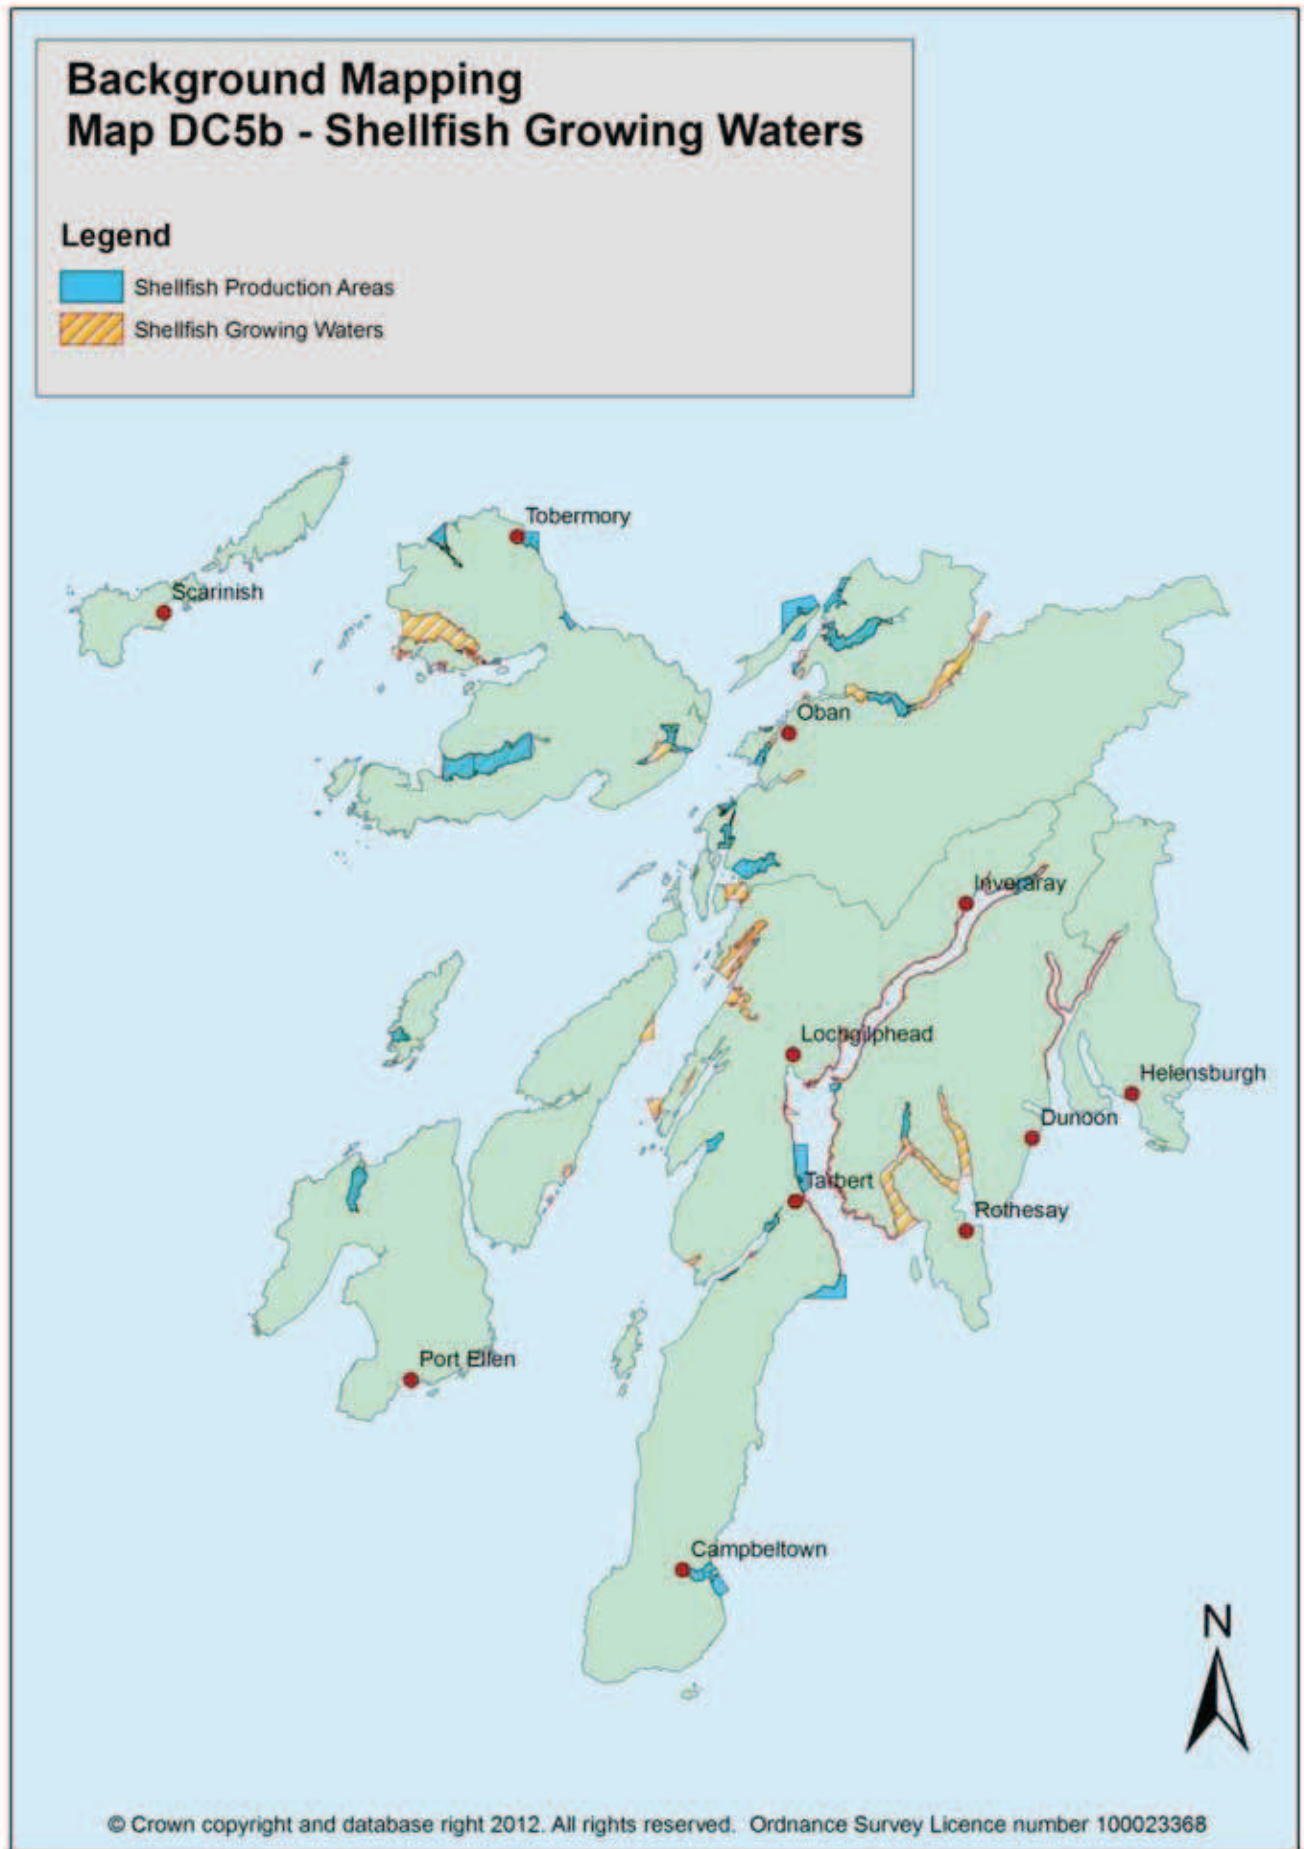 Background Mapping
Map DC5b - Shellfish Growing Waters
Legend
Shellfish Production Areas
Shellfish Growing Waters
Tobermory
Scarinish
Oban
Inveraray
Lochgilphead
Helensburgh
Dunoon
Tarbert
Rothesay
Port Ellen
Campbeltown
N
© Crown copyright and database right 2012. All rights reserved. Ordnance Survey Licence number 100023368